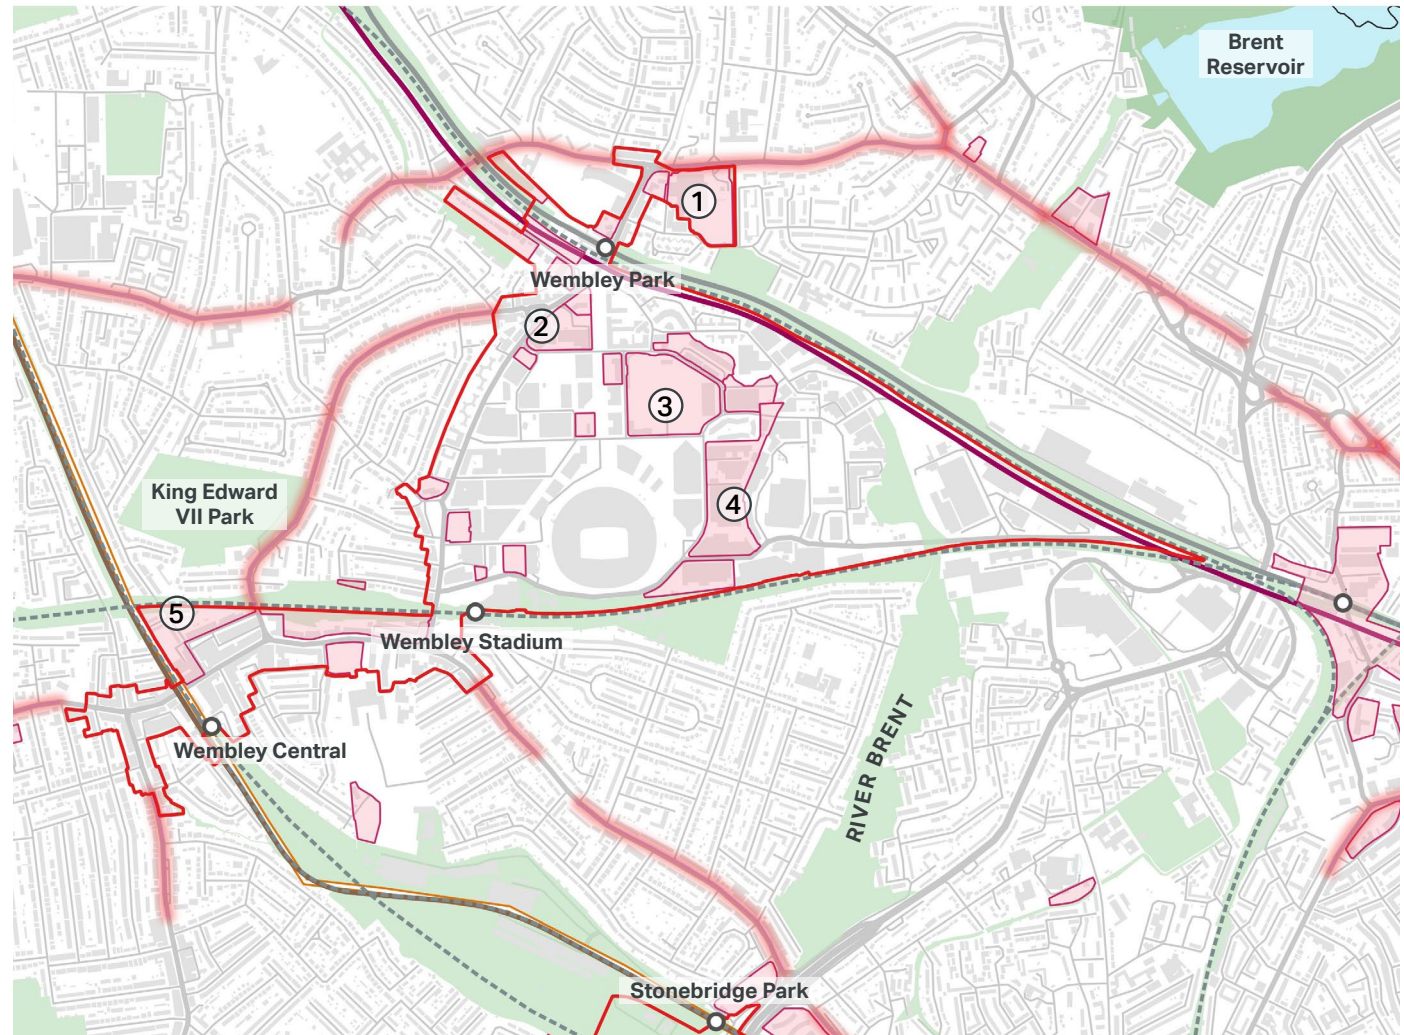 Brent
Reservoir
1
Wembley Park
2
3
King Edward
VII Park
4
5
Wembley Stadium
RIVER BRENT
Wembley Central
Stonebridge Park